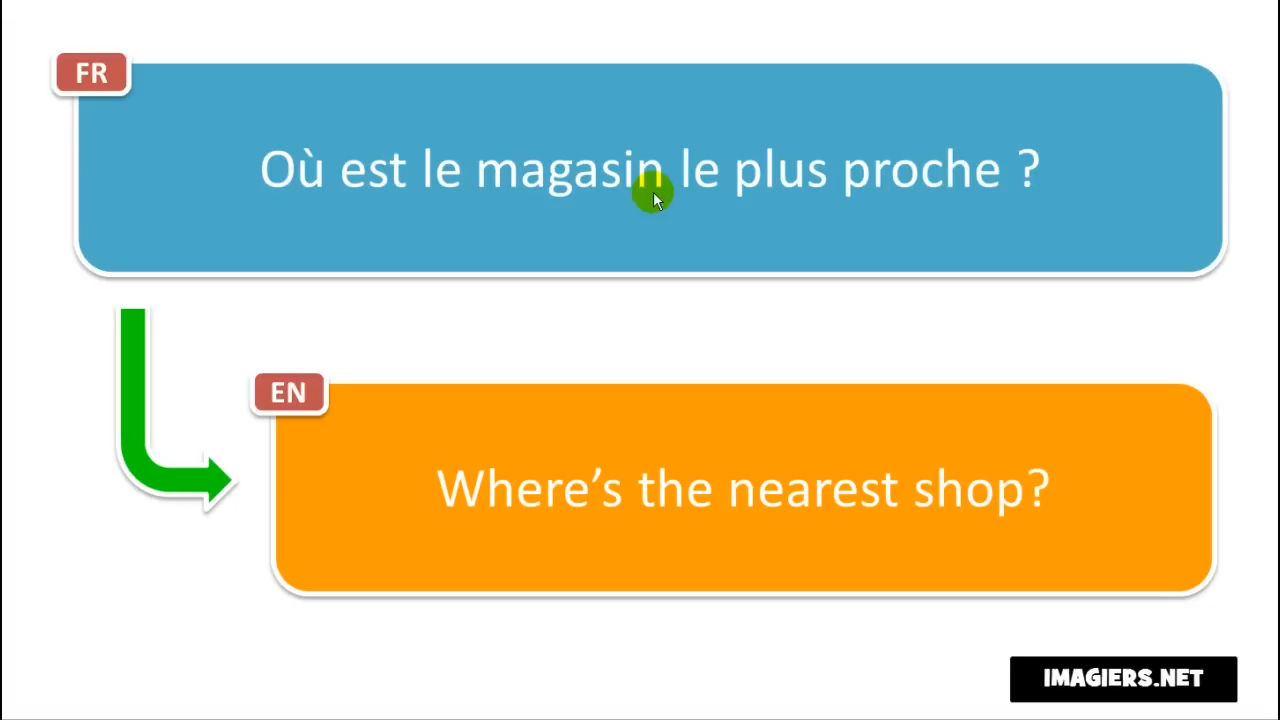 FR
Où est le magasin le plus proche ?
EN
Where’s the nearest shop?
IMAGIERS.NET